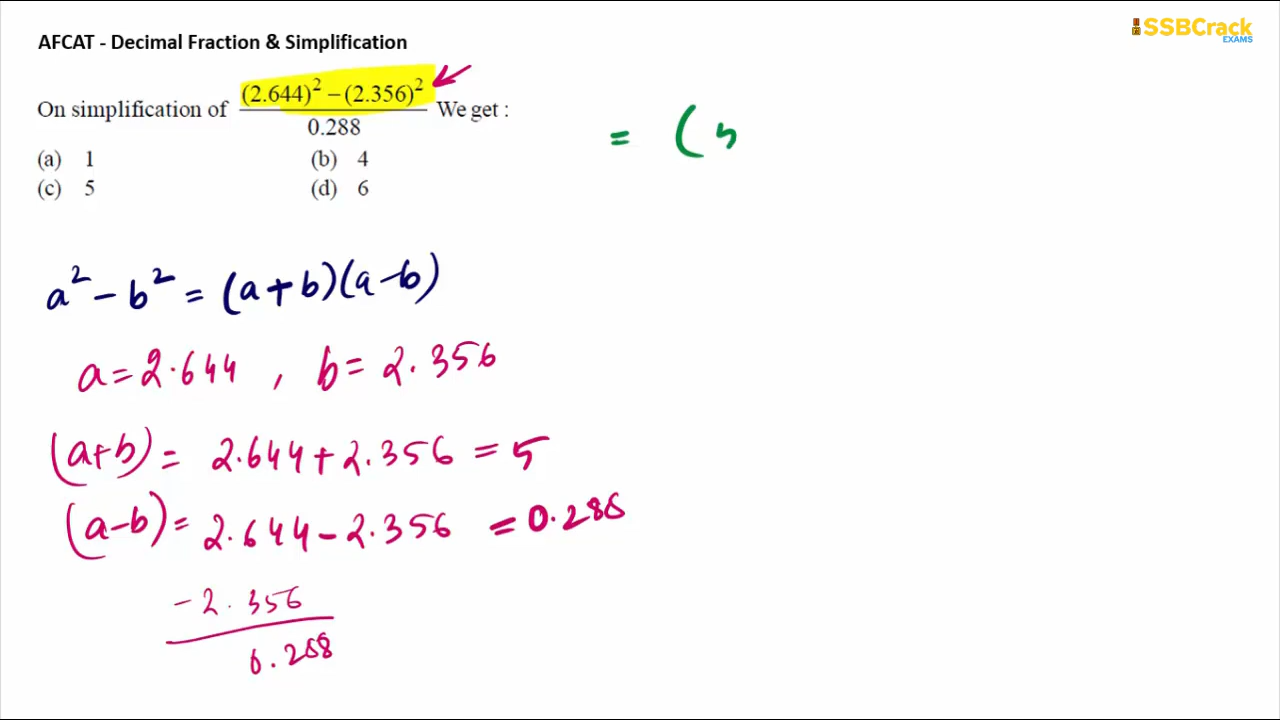 SSBCrack
EXAMS
AFCAT - Decimal Fraction & Simplification
On simplification of (2.644)² – (2.356)² / 0.288 We get :
(a) 1 (b) 4
(c) 5 (d) 6
= ( 5
a² – b² = (a+b)(a–b)
a = 2.644 , b = 2.356
(a+b) = 2.644 + 2.356 = 5
(a–b) = 2.644 – 2.356 = 0.288
– 2.356
0.288